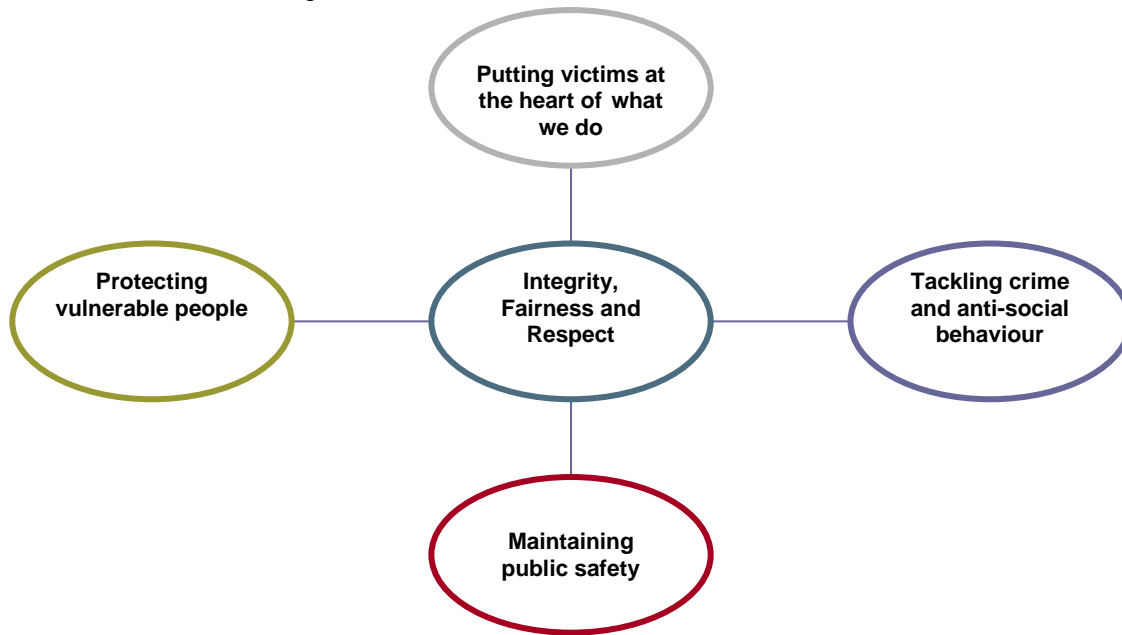 Putting victims at
the heart of what
we do
Protecting
vulnerable people
Integrity,
Fairness and
Respect
Tackling crime
and anti-social
behaviour
Maintaining
public safety